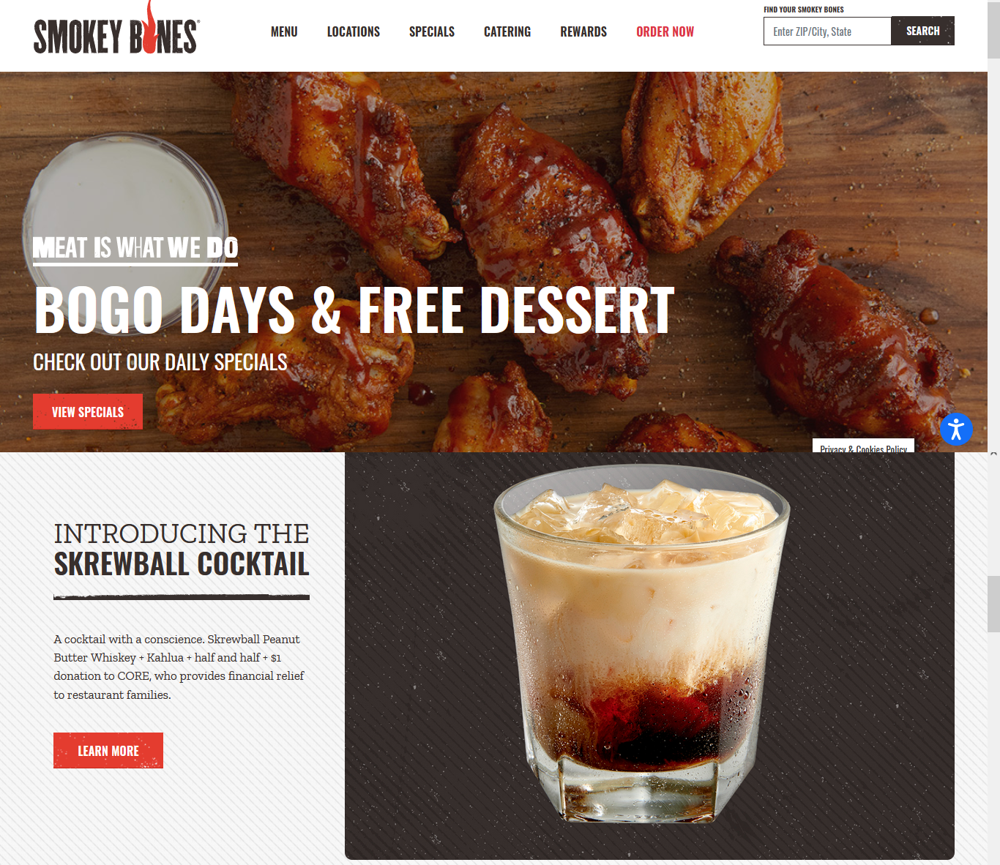 SMOKEY BONES®
MENU
LOCATIONS
SPECIALS
CATERING
REWARDS
ORDER NOW
FIND YOUR SMOKEY BONES
Enter ZIP/City, State
SEARCH
MEAT IS WHAT WE DO
BOGO DAYS & FREE DESSERT
CHECK OUT OUR DAILY SPECIALS
VIEW SPECIALS
Privacy & Cookies Policy
INTRODUCING THE
SKREWBALL COCKTAIL
A cocktail with a conscience. Skrewball Peanut
Butter Whiskey + Kahlua + half and half + $1
donation to CORE, who provides financial relief
to restaurant families.
LEARN MORE